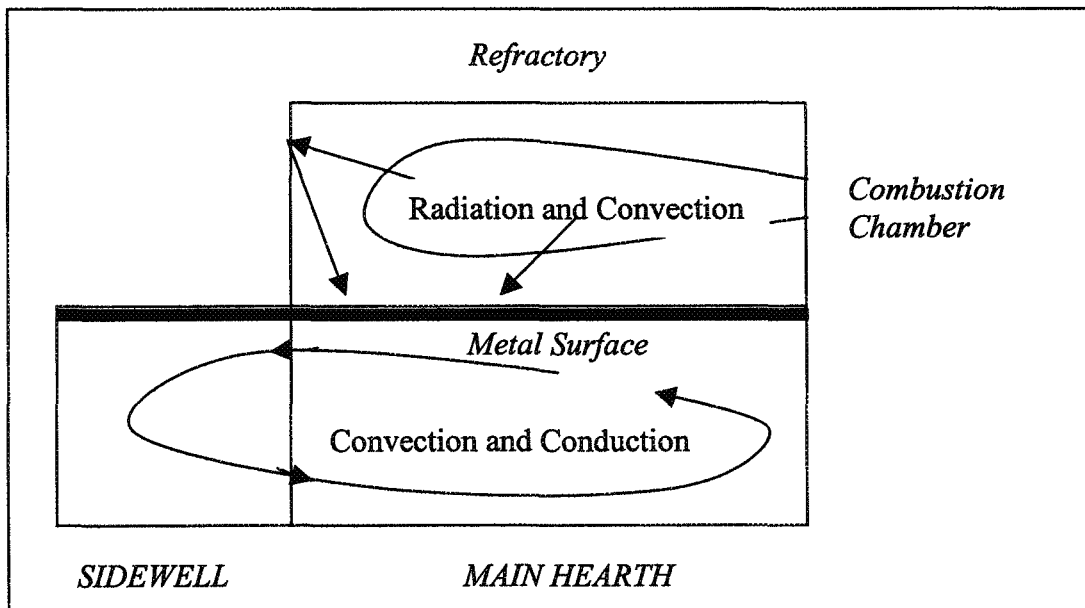 Refractory
Radiation and Convection
Combustion
Chamber
Metal Surface
Convection and Conduction
SIDEWELL
MAIN HEARTH